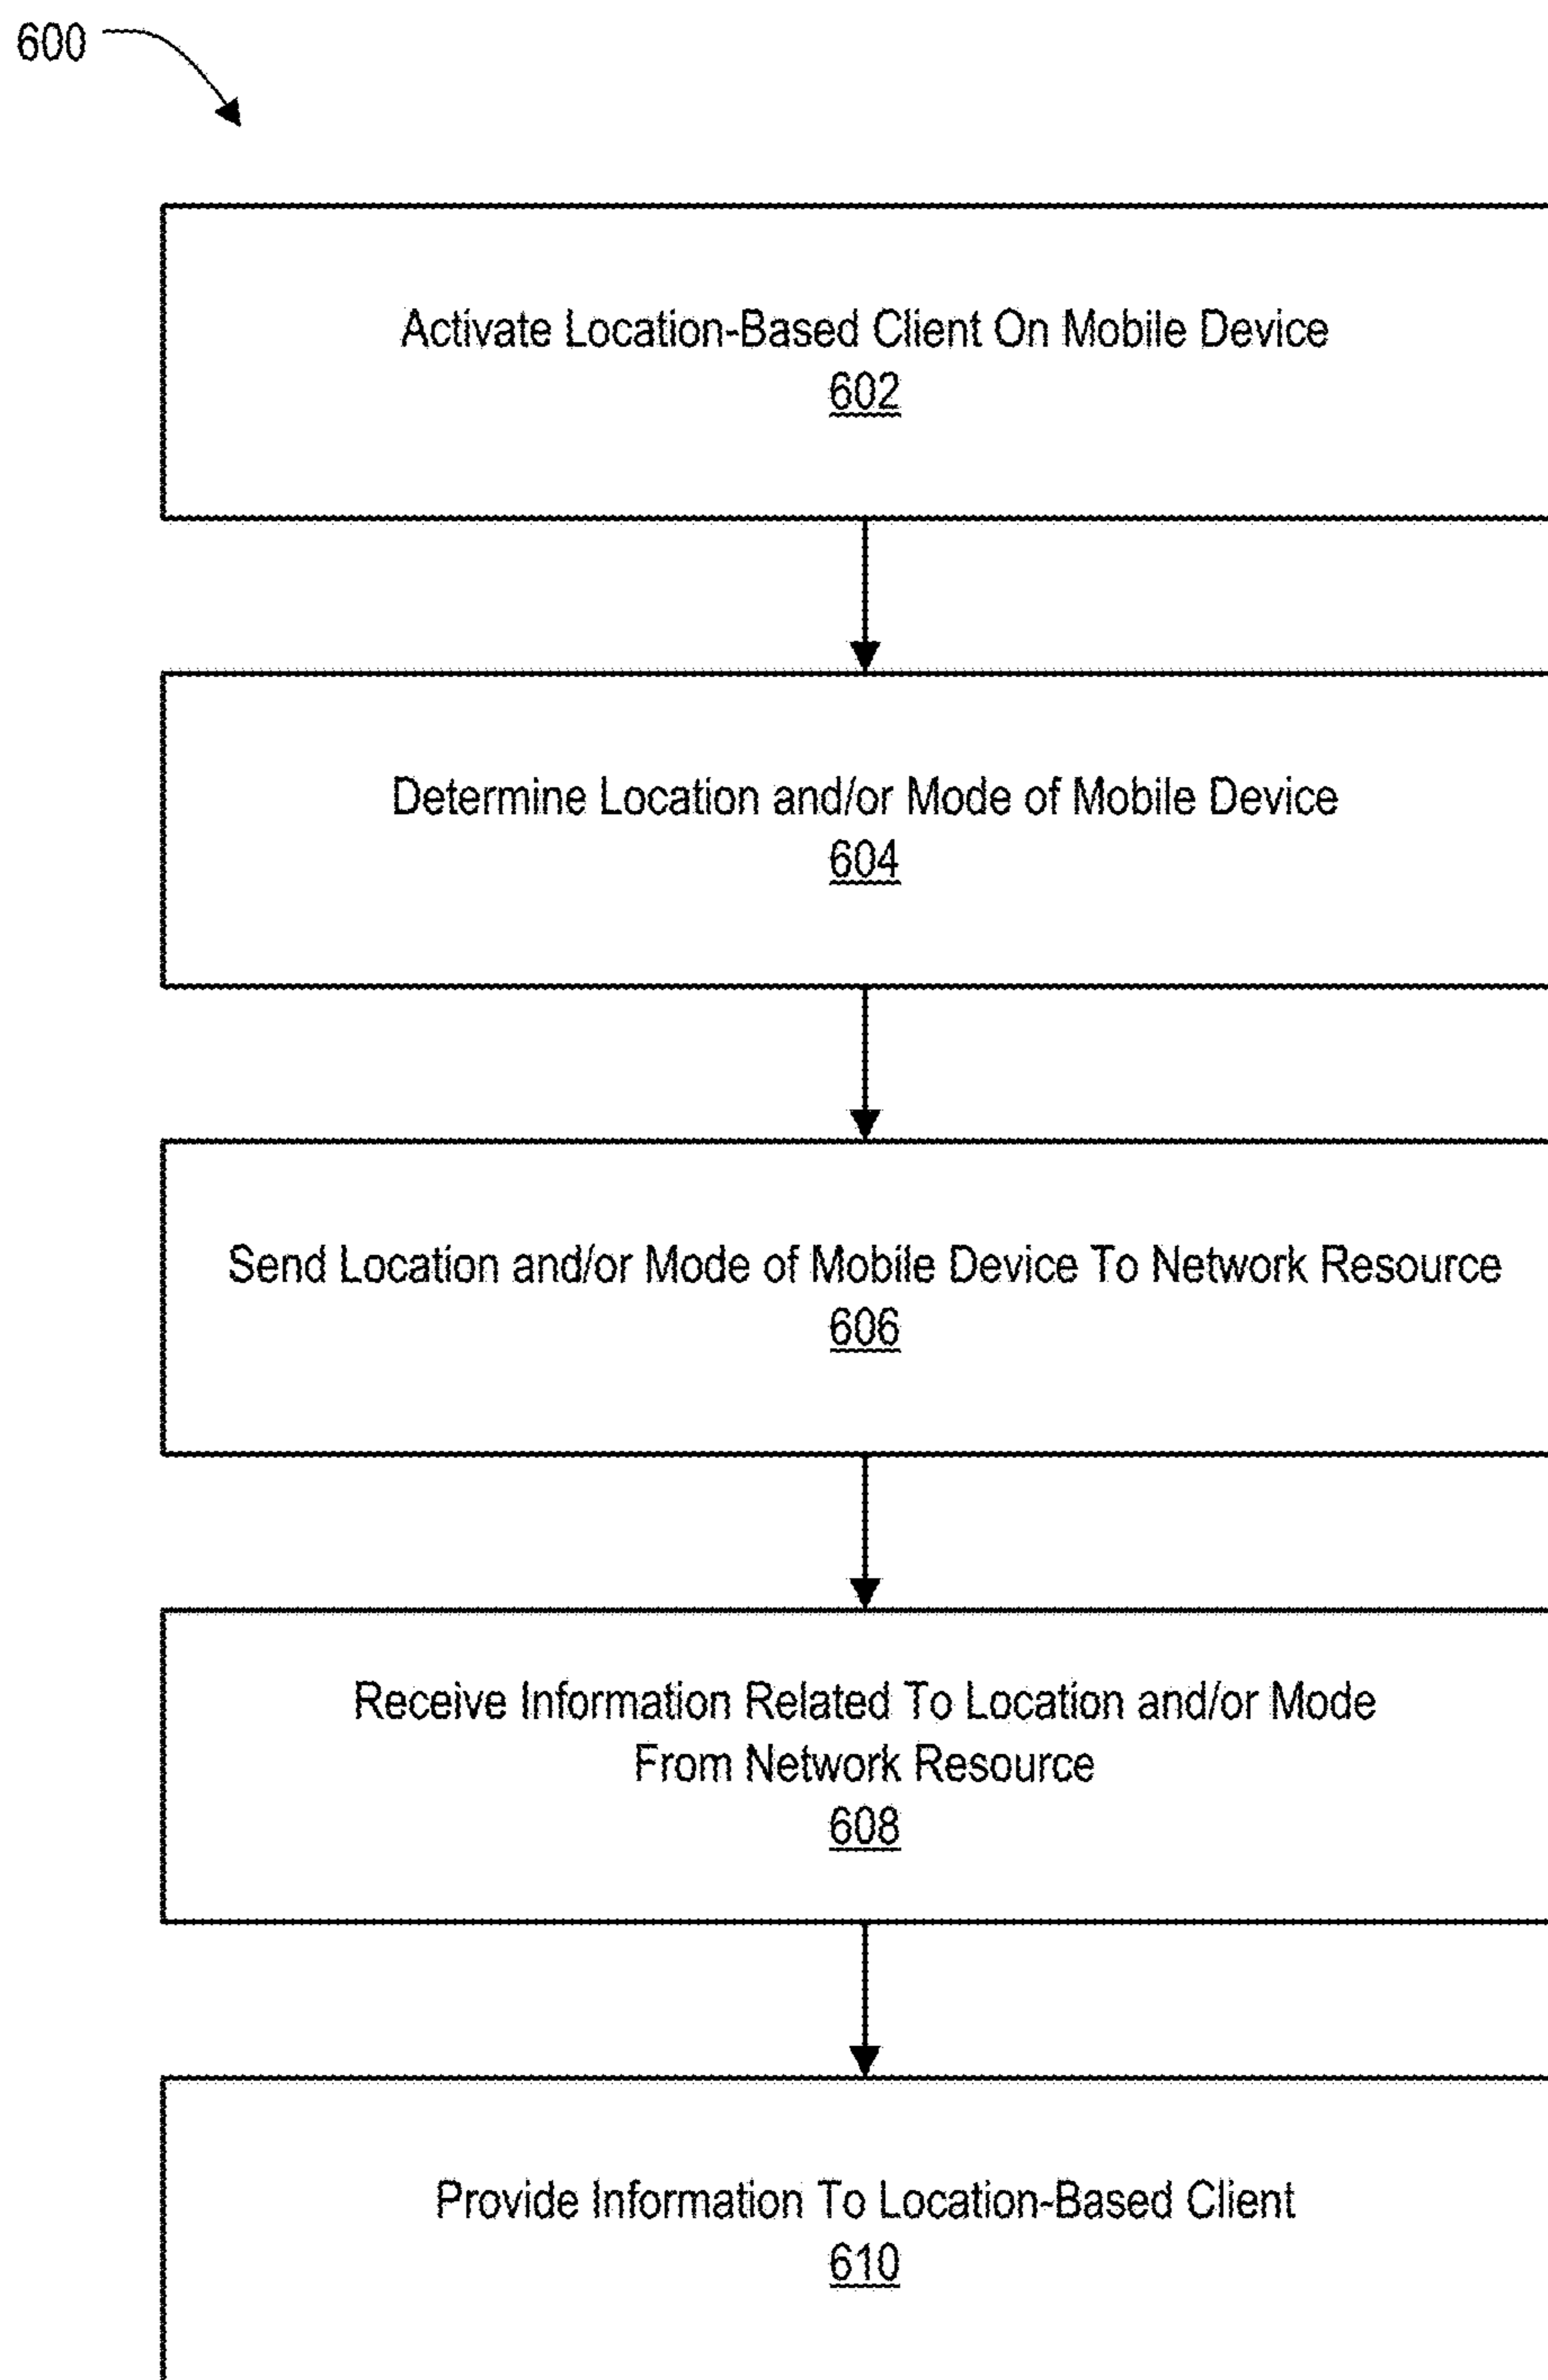 600
Activate Location-Based Client On Mobile Device
602
Determine Location and/or Mode of Mobile Device
604
Send Location and/or Mode of Mobile Device To Network Resource
606
Receive Information Related To Location and/or Mode
From Network Resource
608
Provide Information To Location-Based Client
610